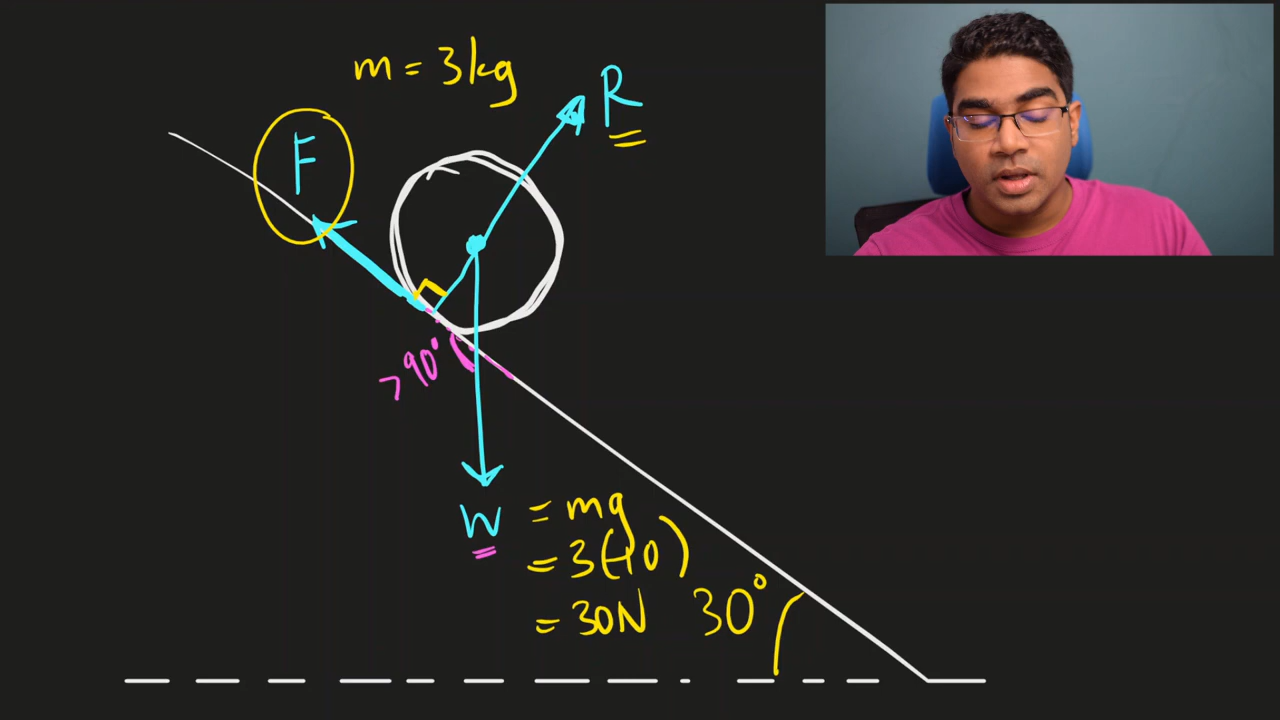 m = 3kg
R
F
>90°
W = mg
= 3(10)
= 30N
30°